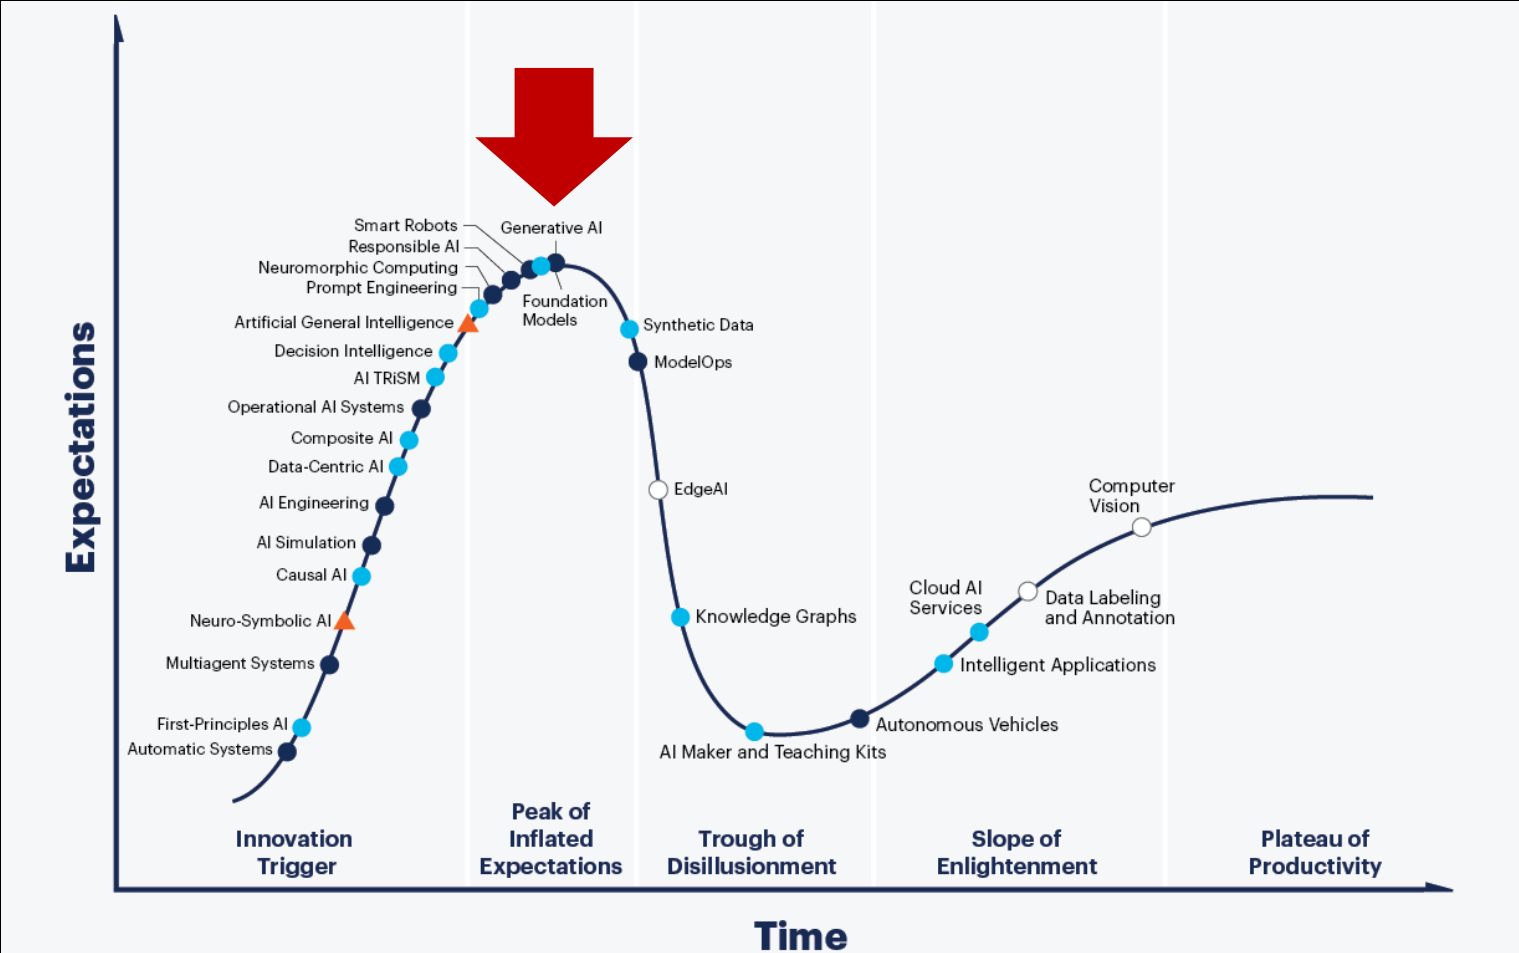 Expectations
Smart Robots
Generative AI
Responsible AI
Neuromorphic Computing
Prompt Engineering
Foundation
Models
Artificial General Intelligence
Synthetic Data
Decision Intelligence
ModelOps
AI TRiSM
Operational AI Systems
Composite AI
Data-Centric AI
EdgeAI
Computer
Vision
AI Engineering
AI Simulation
Causal AI
Cloud AI
Services
Data Labeling
and Annotation
Neuro-Symbolic AI
Knowledge Graphs
Multiagent Systems
Intelligent Applications
First-Principles AI
Autonomous Vehicles
Automatic Systems
AI Maker and Teaching Kits
Innovation
Trigger
Peak of
Inflated
Expectations
Trough of
Disillusionment
Slope of
Enlightenment
Plateau of
Productivity
Time